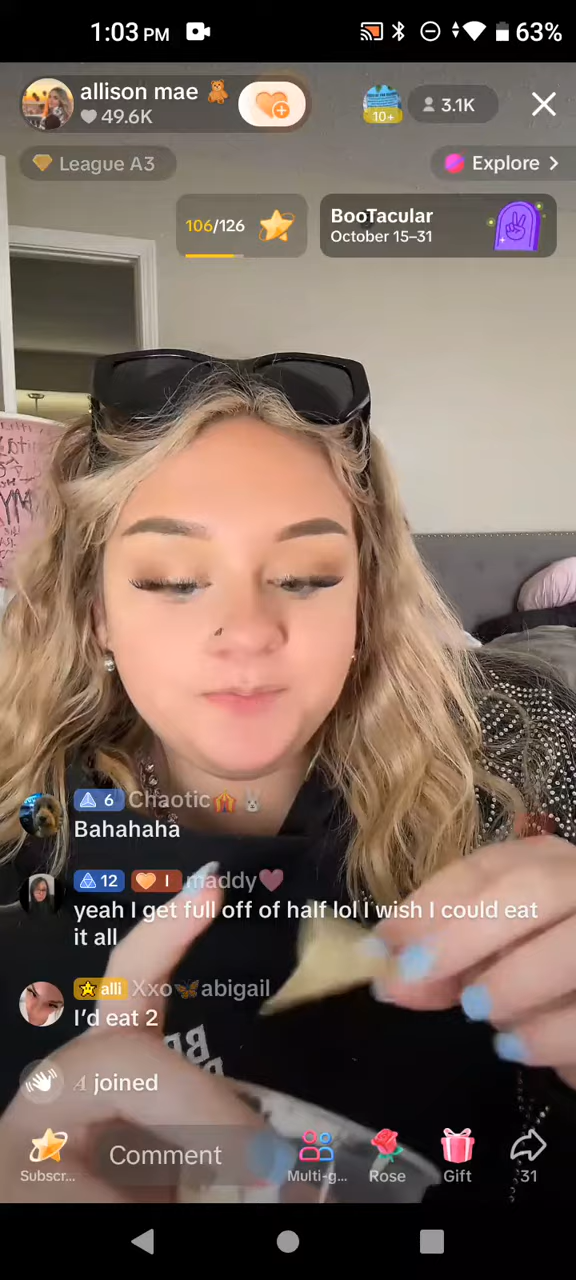 1:03 PM
63%
allison mae 🧸
49.6K
10+
3.1K
League A3
Explore >
106/126
BooTacular
October 15–31
6 Chaotic🎪🐰
Bahahaha
12 I maddy♥
yeah I get full off of half lol I wish I could eat
it all
alli Xxo🦋abigail
I'd eat 2
A joined
Subscr...
Comment
Multi-g...
Rose
Gift
31